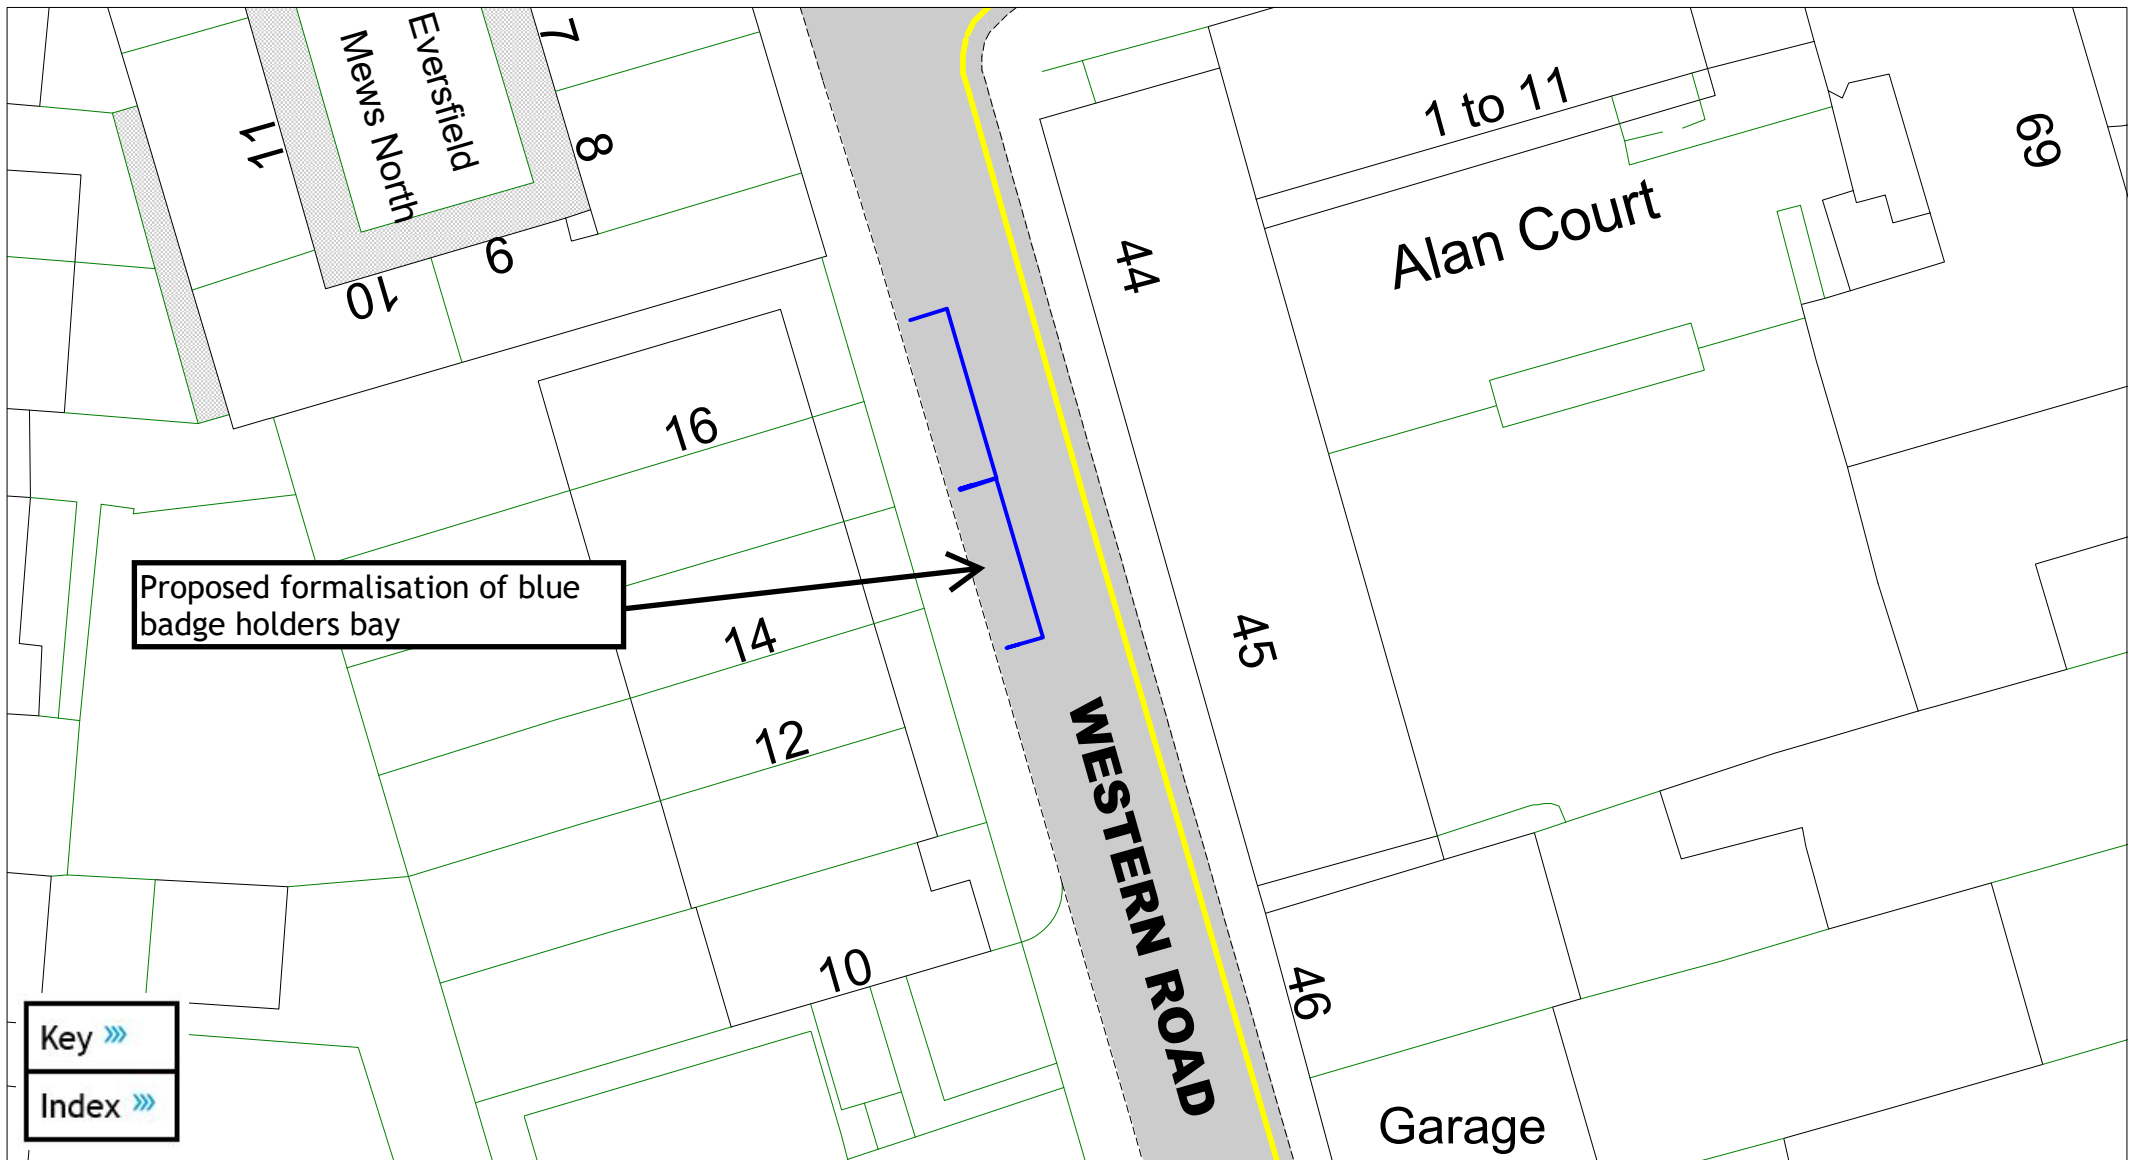 7
Eversfield
Mews North
11
8
9
10
1 to 11
69
Alan Court
44
16
Proposed formalisation of blue
badge holders bay
14
45
12
WESTERN ROAD
10
46
Key
Index
Garage